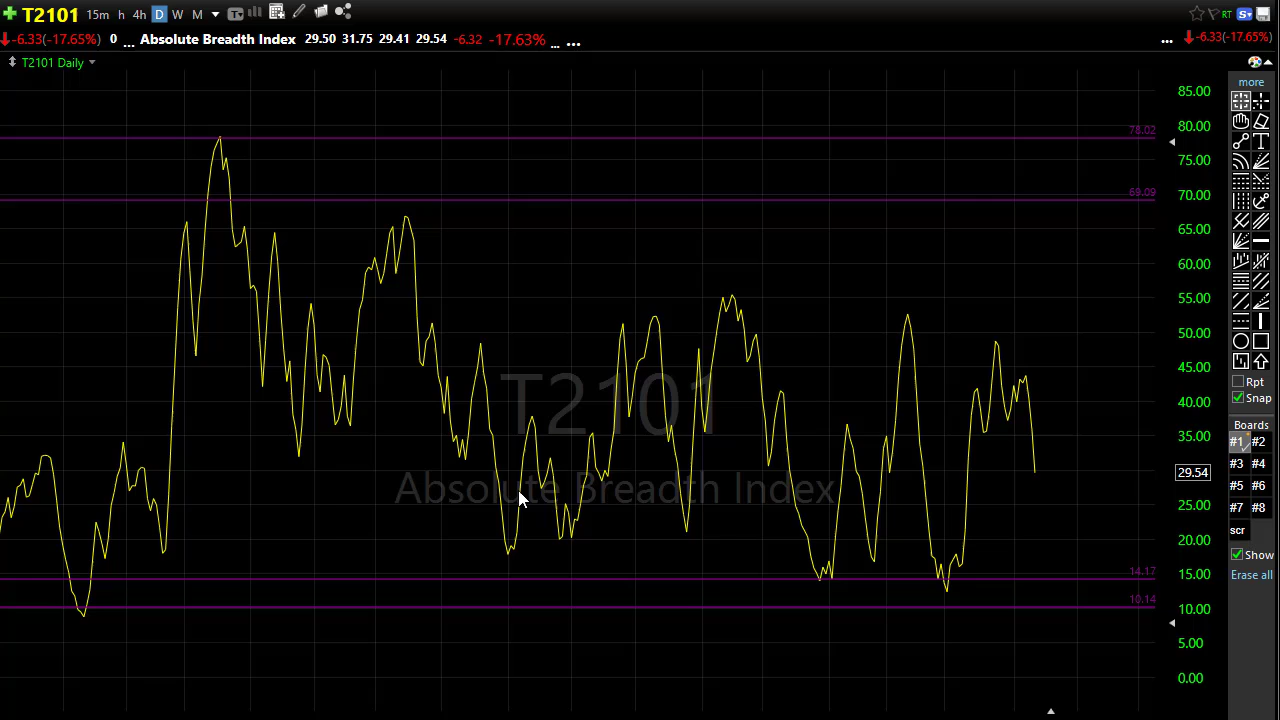 T2101 15m h 4h D W M T RT S
-6.33(-17.65%) 0 ... Absolute Breadth Index 29.50 31.75 29.41 29.54 -6.32 -17.63% ... ... ... -6.33(-17.65%)
T2101 Daily
more
85.00
78.02
80.00
75.00
69.09
70.00
65.00
60.00
55.00
50.00
45.00
40.00
35.00
29.54
25.00
20.00
14.17
15.00
10.14
10.00
5.00
0.00
T2101
Absolute Breadth Index
Rpt
Snap
Boards
#1 #2
#3 #4
#5 #6
#7 #8
scr
Show
Erase all